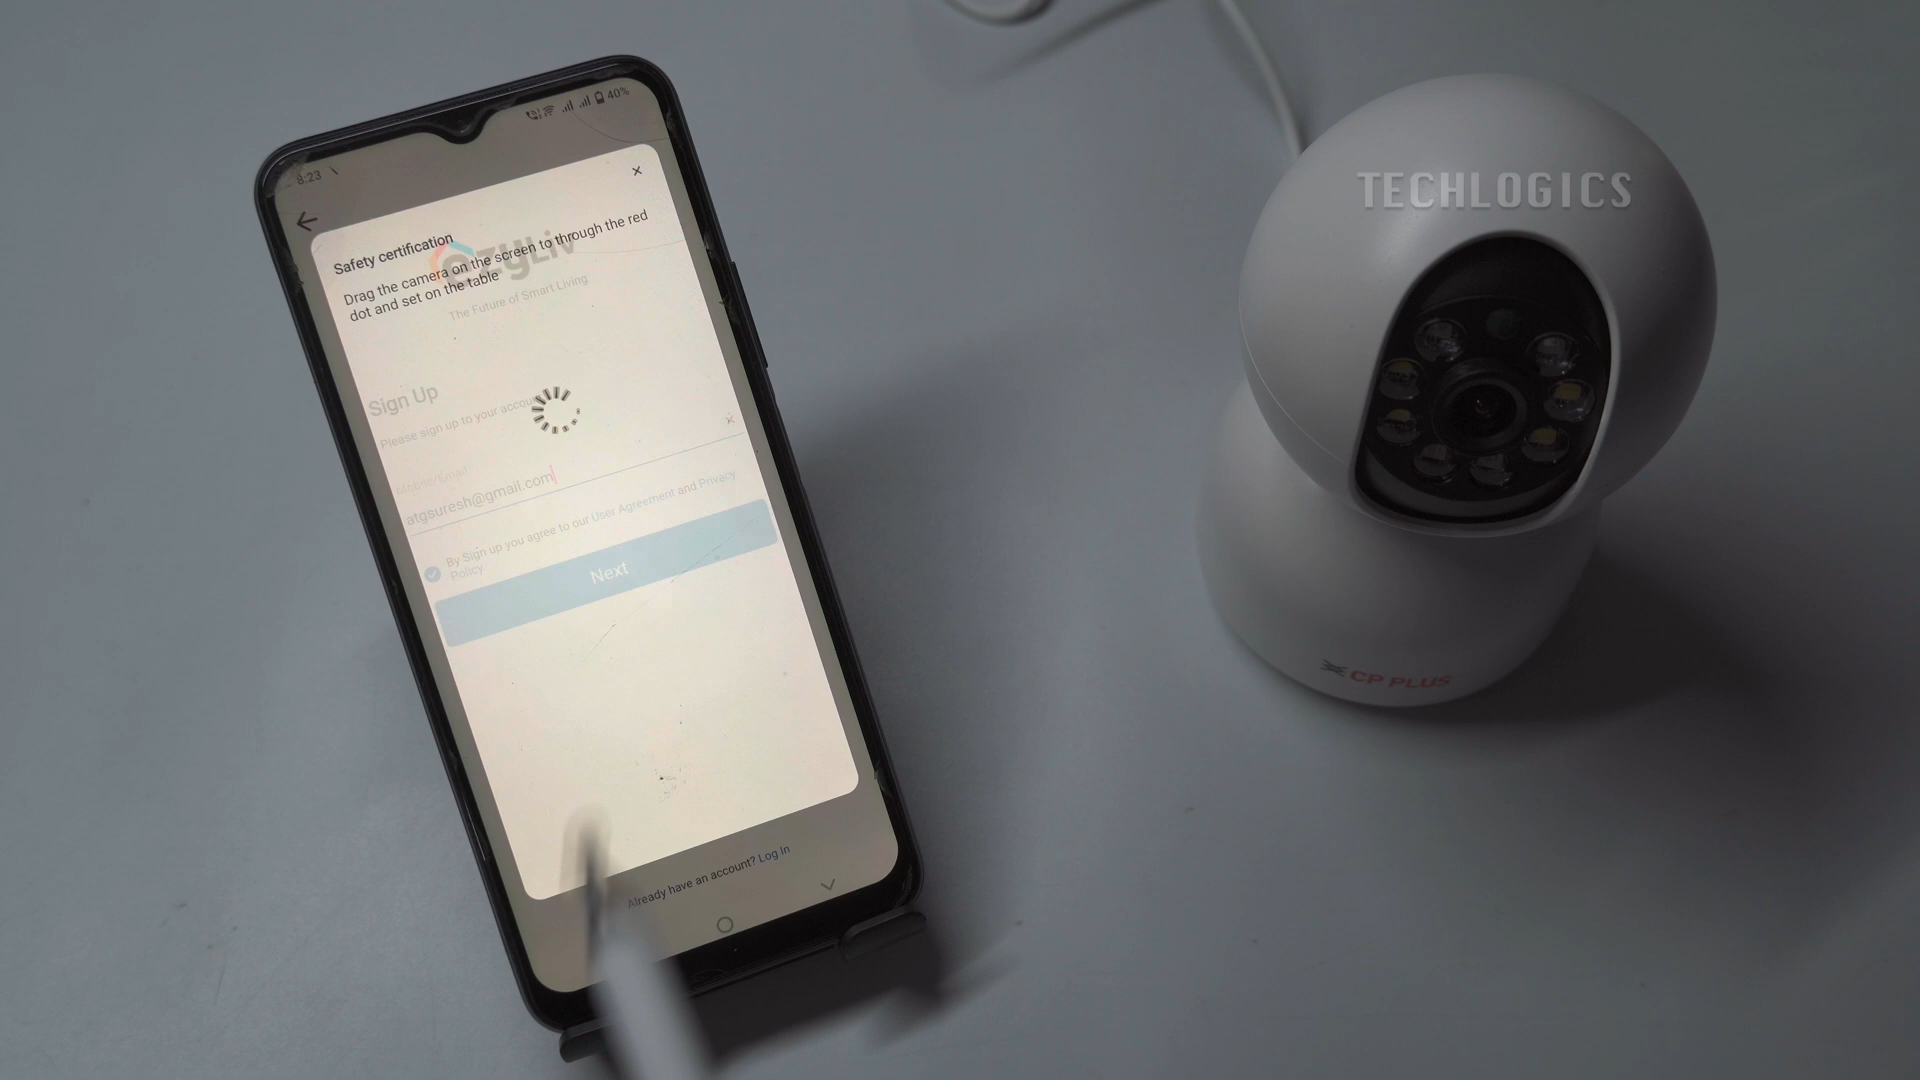 40%
8:23
Safety certification
Drag the camera on the screen to through the red
dot and set on the table
ezyLiv
The Future of Smart Living
Sign Up
Please sign up to your account
Mobile/Email
atgsuresh@gmail.com
By Sign up you agree to our User Agreement and Privacy
Policy
Next
Already have an account? Log In
TECHLOGICS
CP PLUS